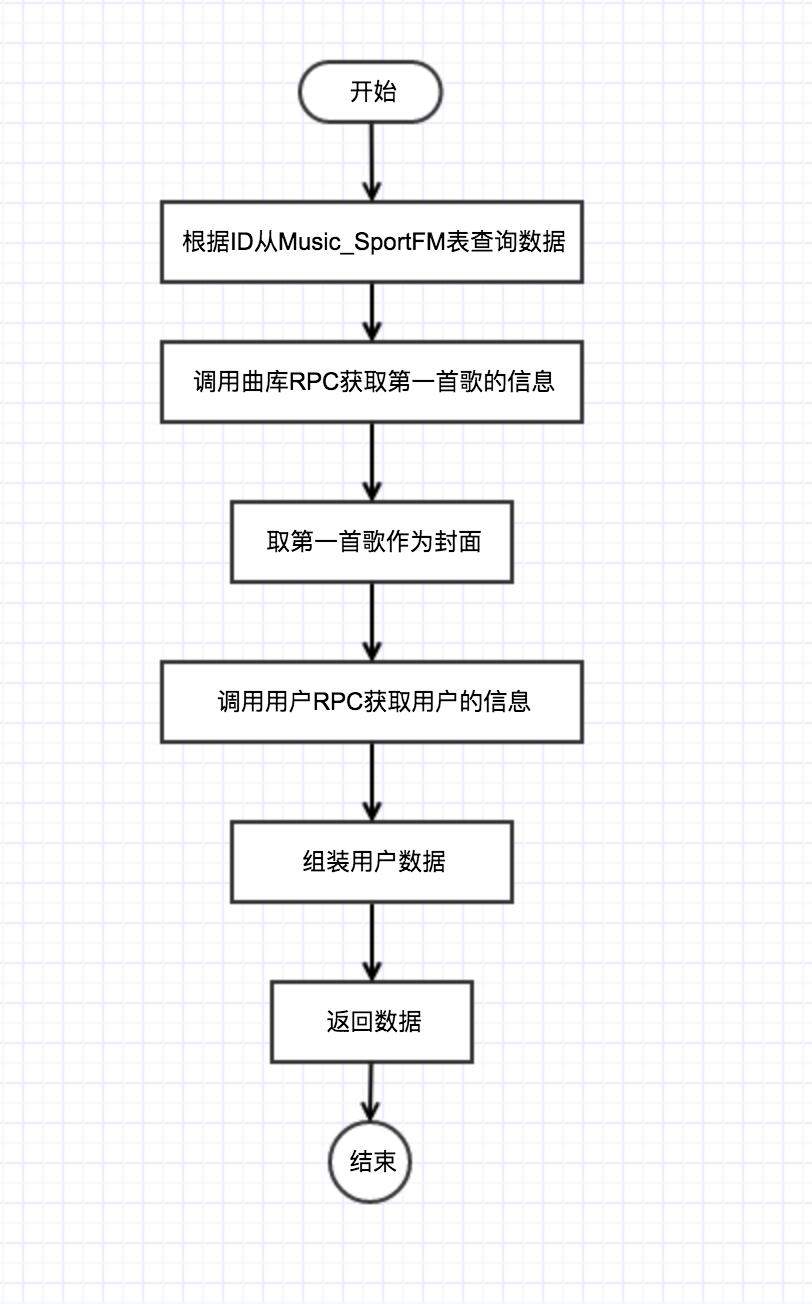 开始
根据ID从Music_SportFM表查询数据
调用曲库RPC获取第一首歌的信息
取第一首歌作为封面
调用用户RPC获取用户的信息
组装用户数据
返回数据
结束